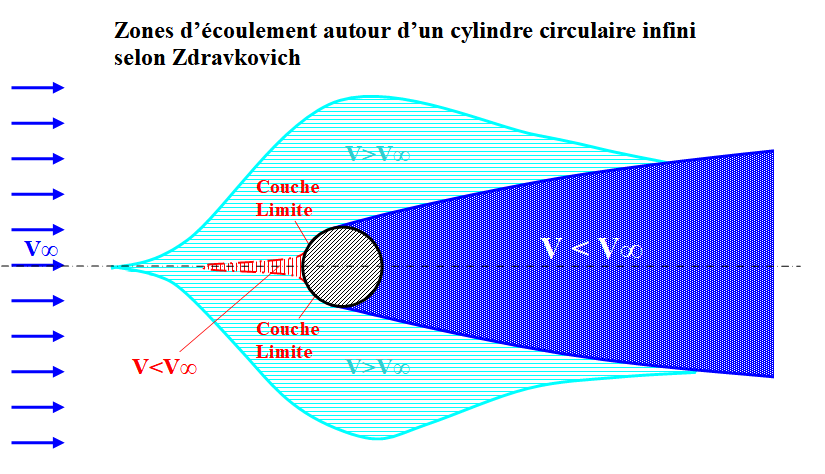 Zones d’écoulement autour d’un cylindre circulaire infini
selon Zdravkovich
V>V∞
Couche
Limite
V∞
V < V∞
Couche
Limite
V<V∞
V>V∞